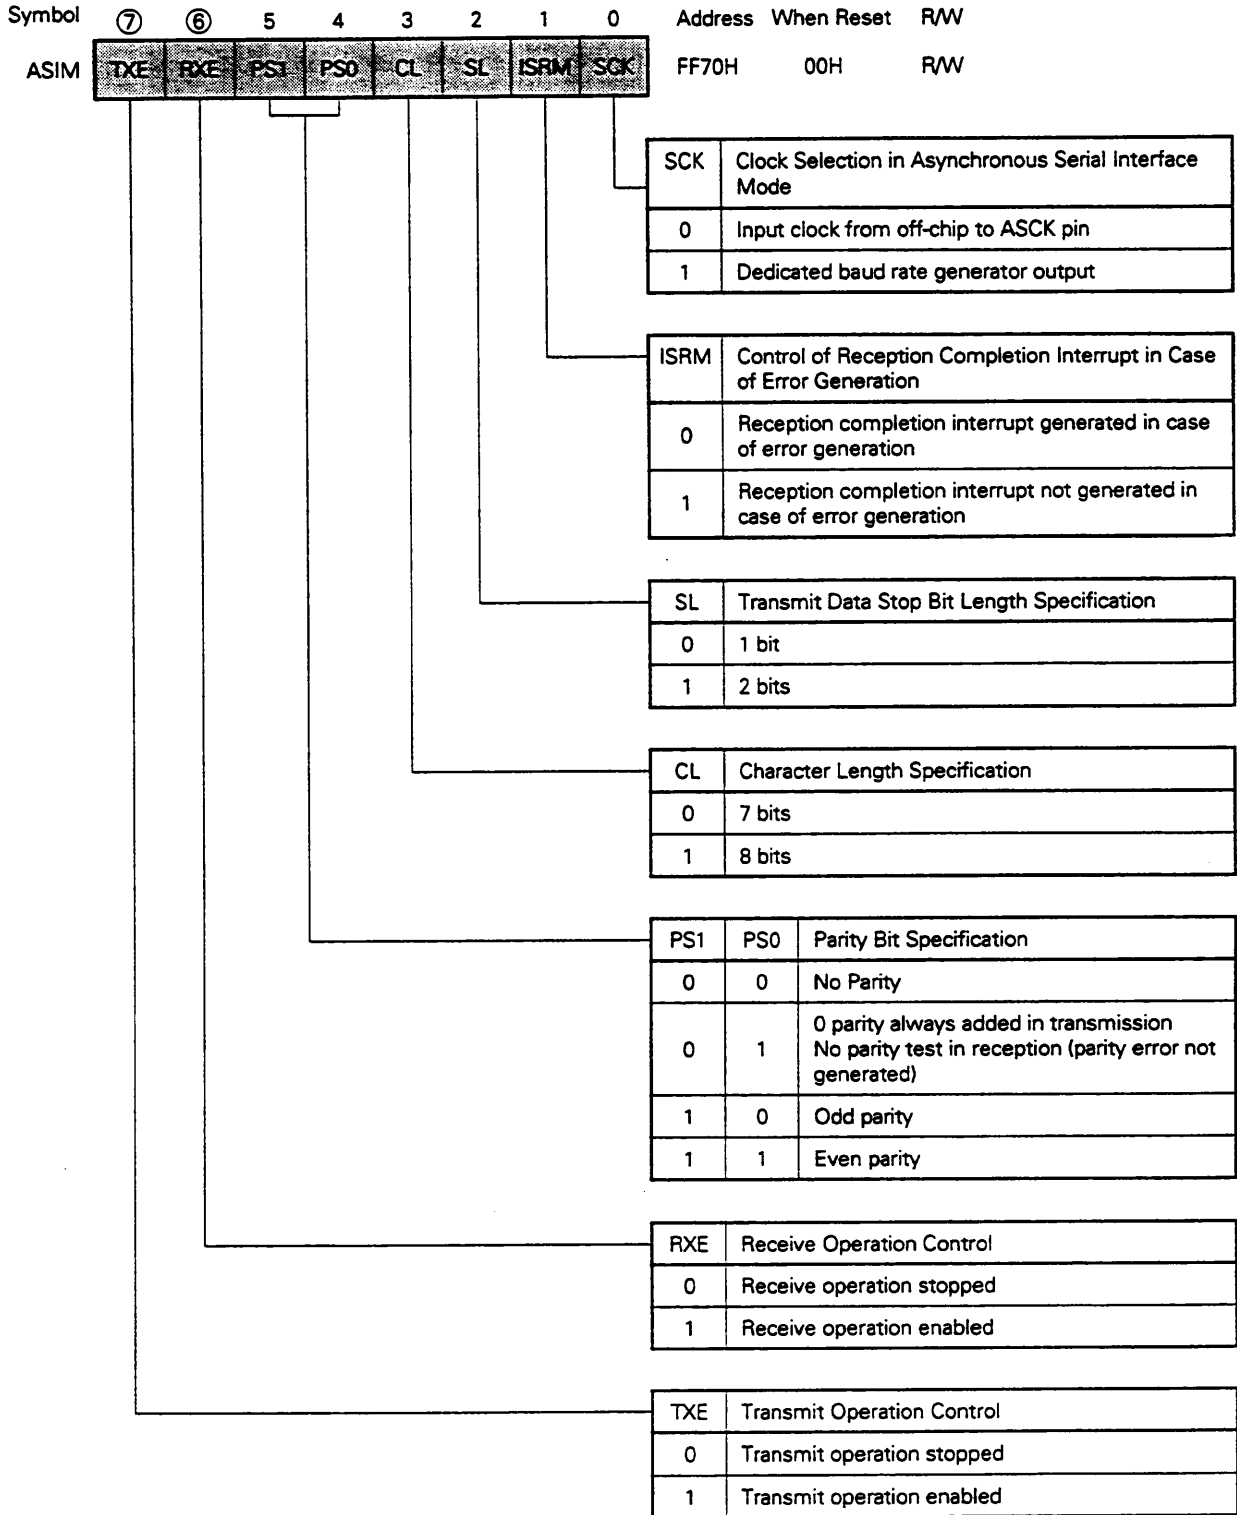 Symbol ⑦ ⑥ 5 4 3 2 1 0 Address When Reset R/W
ASIM TXE RXE PS1 PS0 CL SL ISRM SCK FF70H 00H R/W
SCK Clock Selection in Asynchronous Serial Interface
Mode
0 Input clock from off-chip to ASCK pin
1 Dedicated baud rate generator output
ISRM Control of Reception Completion Interrupt in Case
of Error Generation
0 Reception completion interrupt generated in case
of error generation
1 Reception completion interrupt not generated in
case of error generation
SL Transmit Data Stop Bit Length Specification
0 1 bit
1 2 bits
CL Character Length Specification
0 7 bits
1 8 bits
PS1 PS0 Parity Bit Specification
0 0 No Parity
0 1 0 parity always added in transmission
No parity test in reception (parity error not
generated)
1 0 Odd parity
1 1 Even parity
RXE Receive Operation Control
0 Receive operation stopped
1 Receive operation enabled
TXE Transmit Operation Control
0 Transmit operation stopped
1 Transmit operation enabled